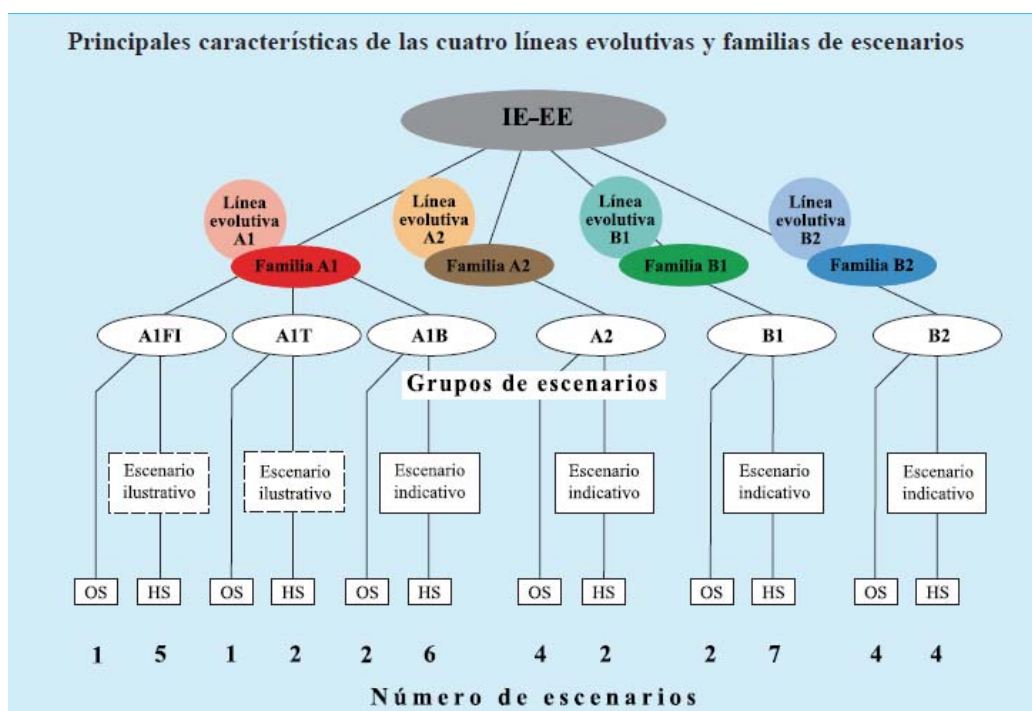 Principales características de las cuatro líneas evolutivas y familias de escenarios
IE–EE
Línea
evolutiva
A1
Línea
evolutiva
A2
Línea
evolutiva
B1
Línea
evolutiva
B2
Familia A1
Familia A2
Familia B1
Familia B2
A1FI
A1T
A1B
A2
B1
B2
Grupos de escenarios
Escenario
ilustrativo
Escenario
ilustrativo
Escenario
indicativo
Escenario
indicativo
Escenario
indicativo
Escenario
indicativo
OS HS OS HS OS HS OS HS OS HS OS HS
1 5 1 2 2 6 4 2 2 7 4 4
Número de escenarios